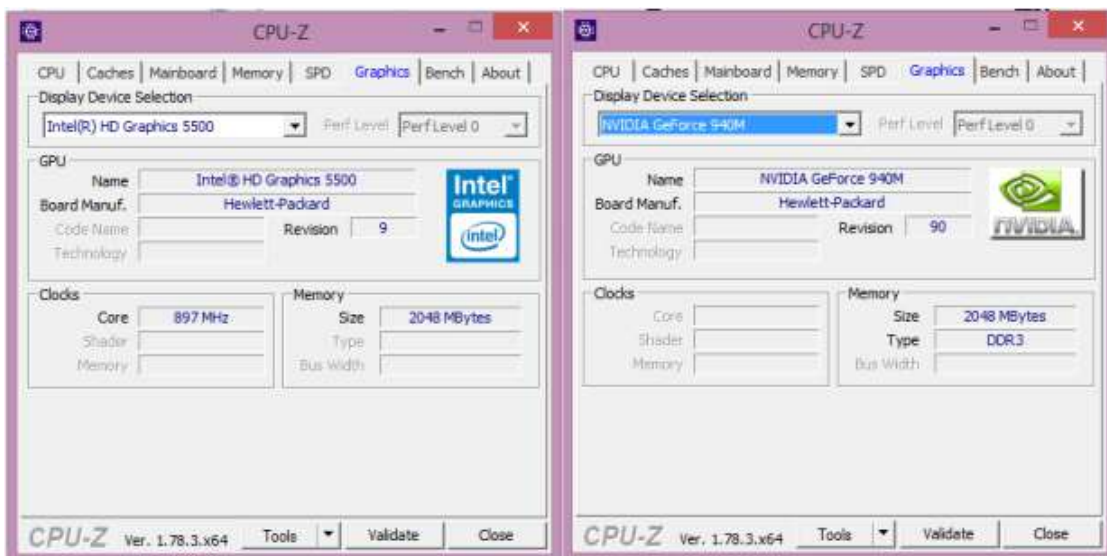 CPU-Z
CPU Caches Mainboard Memory SPD Graphics Bench About
Display Device Selection
Intel(R) HD Graphics 5500 Perf Level Perf Level 0
GPU
Name Intel® HD Graphics 5500
Board Manuf. Hewlett-Packard
Code Name Revision 9
Technology
Intel®
GRAPHICS
intel
Clocks
Core 897 MHz
Shader
Memory
Memory
Size 2048 MBytes
Type
Bus Width
CPU-Z Ver. 1.78.3.x64 Tools Validate Close
CPU-Z
CPU Caches Mainboard Memory SPD Graphics Bench About
Display Device Selection
NVIDIA GeForce 940M Perf Level Perf Level 0
GPU
Name NVIDIA GeForce 940M
Board Manuf. Hewlett-Packard
Code Name Revision 90
Technology
NVIDIA.
Clocks
Core
Shader
Memory
Memory
Size 2048 MBytes
Type DDR3
Bus Width
CPU-Z Ver. 1.78.3.x64 Tools Validate Close